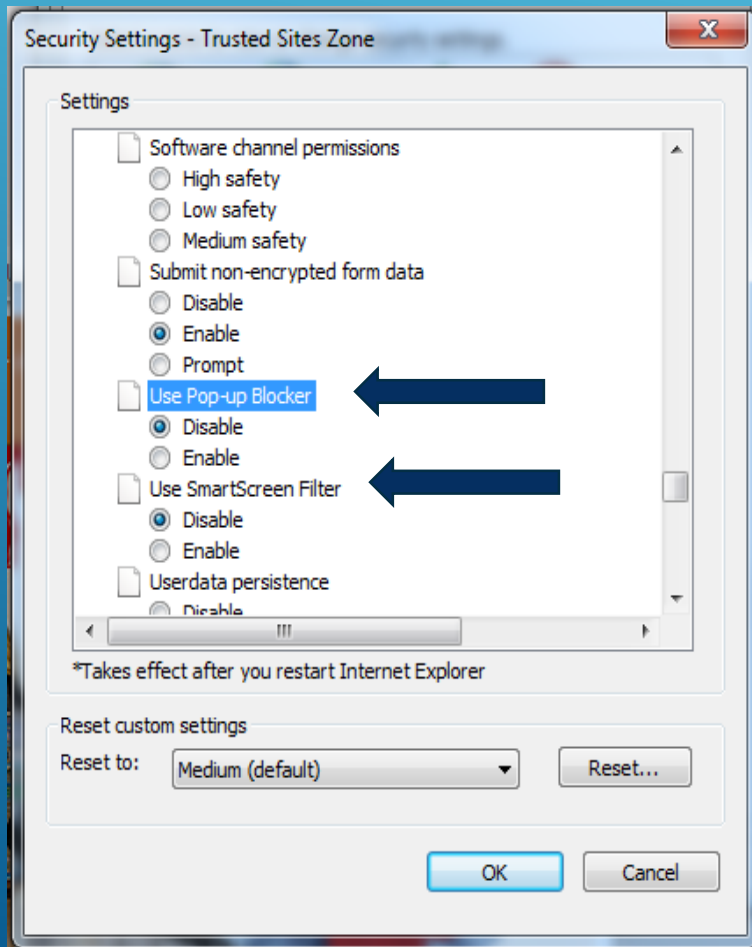 Security Settings - Trusted Sites Zone
X
Settings
Software channel permissions
High safety
Low safety
Medium safety
Submit non-encrypted form data
Disable
Enable
Prompt
Use Pop-up Blocker
Disable
Enable
Use SmartScreen Filter
Disable
Enable
Userdata persistence
Disable
*Takes effect after you restart Internet Explorer
Reset custom settings
Reset to: Medium (default) Reset...
OK Cancel